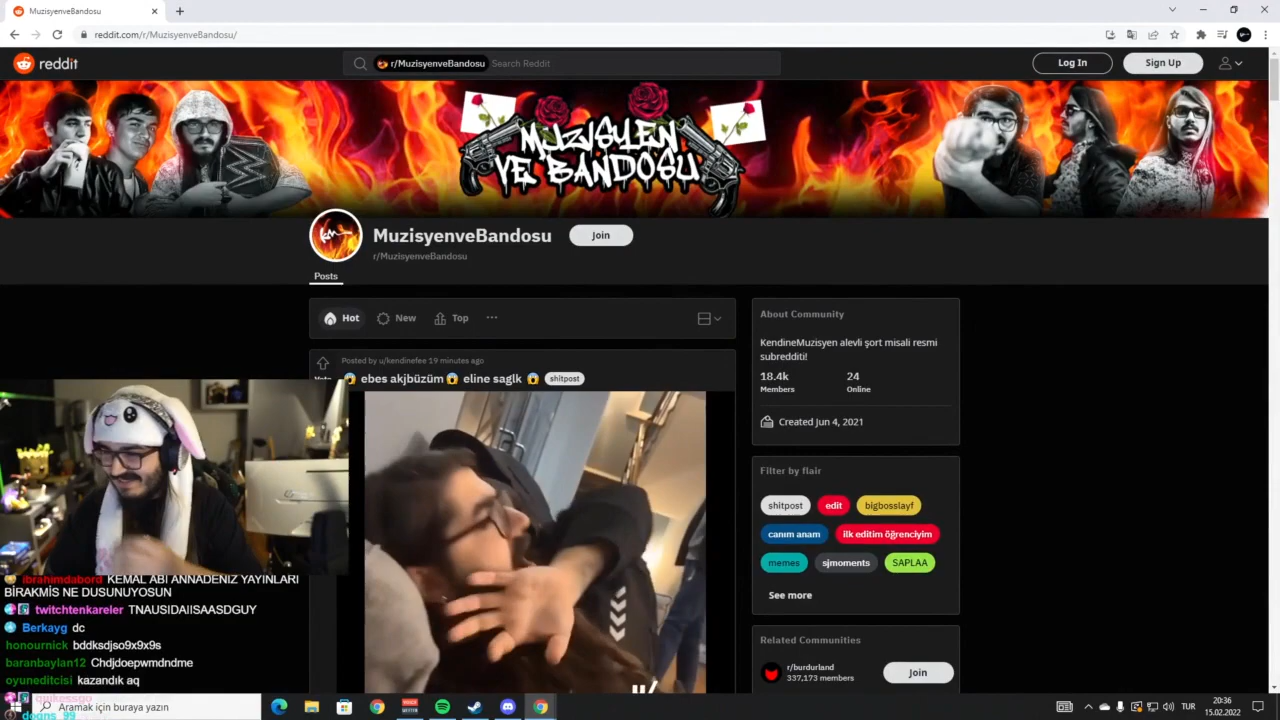 MuzisyenveBandosu
reddit.com/r/MuzisyenveBandosu/
reddit
r/MuzisyenveBandosu
Search Reddit
Log In
Sign Up
MUZISYEN
VE BANDOSU
km
MuzisyenveBandosu
Join
r/MuzisyenveBandosu
Posts
Hot
New
Top
Posted by u/kendinefee 19 minutes ago
😱 ebes akjbüzüm 😱 eline saglk 😱
shitpost
About Community
KendineMuzisyen alevli şort misali resmi
subredditi!
18.4k
24
Members
Online
Created Jun 4, 2021
Filter by flair
shitpost
edit
bigbosslayf
canım anam
ilk editim öğrenciyim
memes
sjmoments
SAPLAA
See more
Related Communities
r/burdurland
337,173 members
Join
ibrahimdabord KEMAL ABI ANNADENIZ YAYINLARI
BİRAKMİS NE DUSUNUYOSUN
twitchtenkareler TNAUSIDAIISAASDGUY
Berkayg dc
honournick bddksdjso9x9x9s
baranbaylan12 Chdjdoepwmdndme
oyuneditcisi kazandık aq
dogns_99
Aramak için buraya yazın
TUR
20:36
15.02.2022